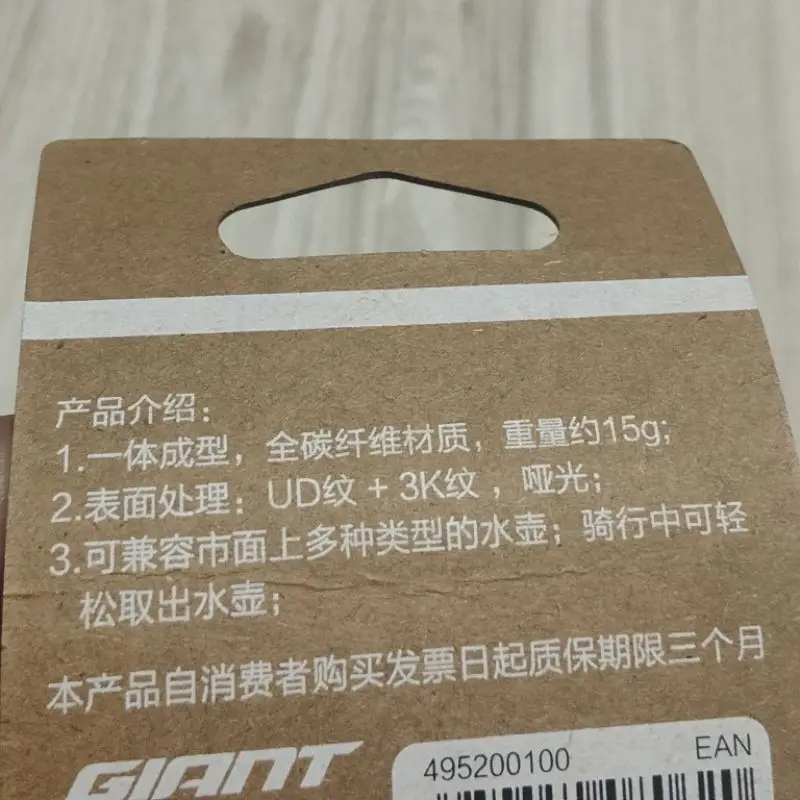 产品介绍：
1.一体成型，全碳纤维材质，重量约15g;
2.表面处理：UD纹 + 3K纹 ，哑光；
3.可兼容市面上多种类型的水壶；骑行中可轻
松取出水壶；
本产品自消费者购买发票日起质保期限三个月
GIANT
495200100 EAN